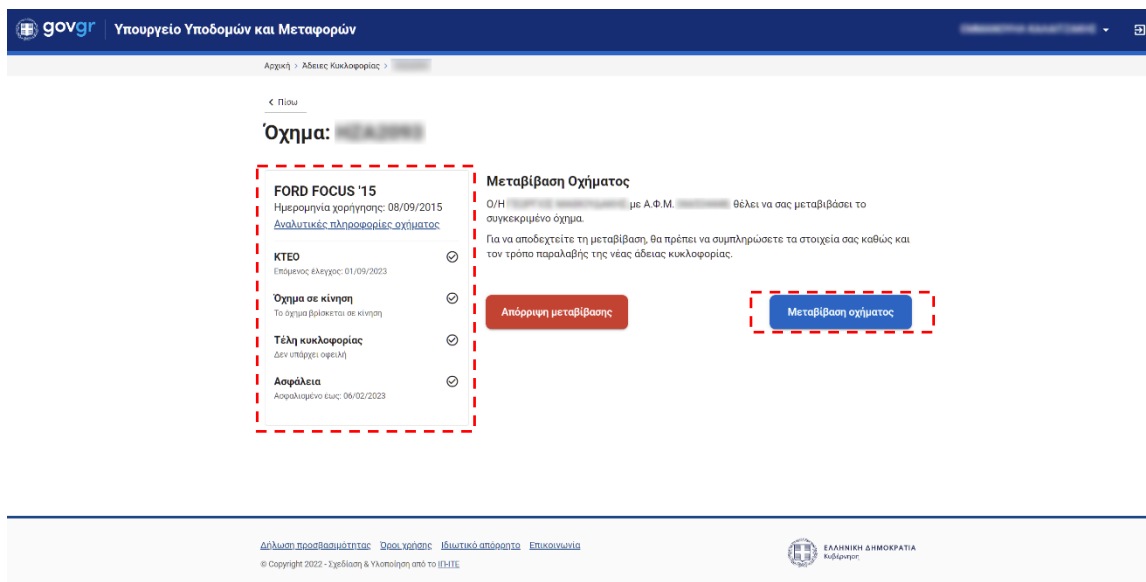 govgr Υπουργείο Υποδομών και Μεταφορών
Αρχική > Άδειες Κυκλοφορίας >
Πίσω
Όχημα:
FORD FOCUS '15
Ημερομηνία χορήγησης: 08/09/2015
Αναλυτικές πληροφορίες οχήματος
ΚΤΕΟ
Επόμενος έλεγχος: 01/09/2023
Όχημα σε κίνηση
Το όχημα βρίσκεται σε κίνηση
Τέλη κυκλοφορίας
Δεν υπάρχει οφειλή
Ασφάλεια
Ασφαλισμένο έως: 06/02/2023
Μεταβίβαση Οχήματος
Ο/Η με Α.Φ.Μ. θέλει να σας μεταβιβάσει το
συγκεκριμένο όχημα.
Για να αποδεχτείτε τη μεταβίβαση, θα πρέπει να συμπληρώσετε τα στοιχεία σας καθώς και
τον τρόπο παραλαβής της νέας άδειας κυκλοφορίας.
Απόρριψη μεταβίβασης
Μεταβίβαση οχήματος
Δήλωση προσβασιμότητας Όροι χρήσης Ιδιωτικό απόρρητο Επικοινωνία
© Copyright 2022 - Σχεδίαση & Υλοποίηση από το ΙΠ-ΙΤΕ
ΕΛΛΗΝΙΚΗ ΔΗΜΟΚΡΑΤΙΑ
Κυβέρνηση